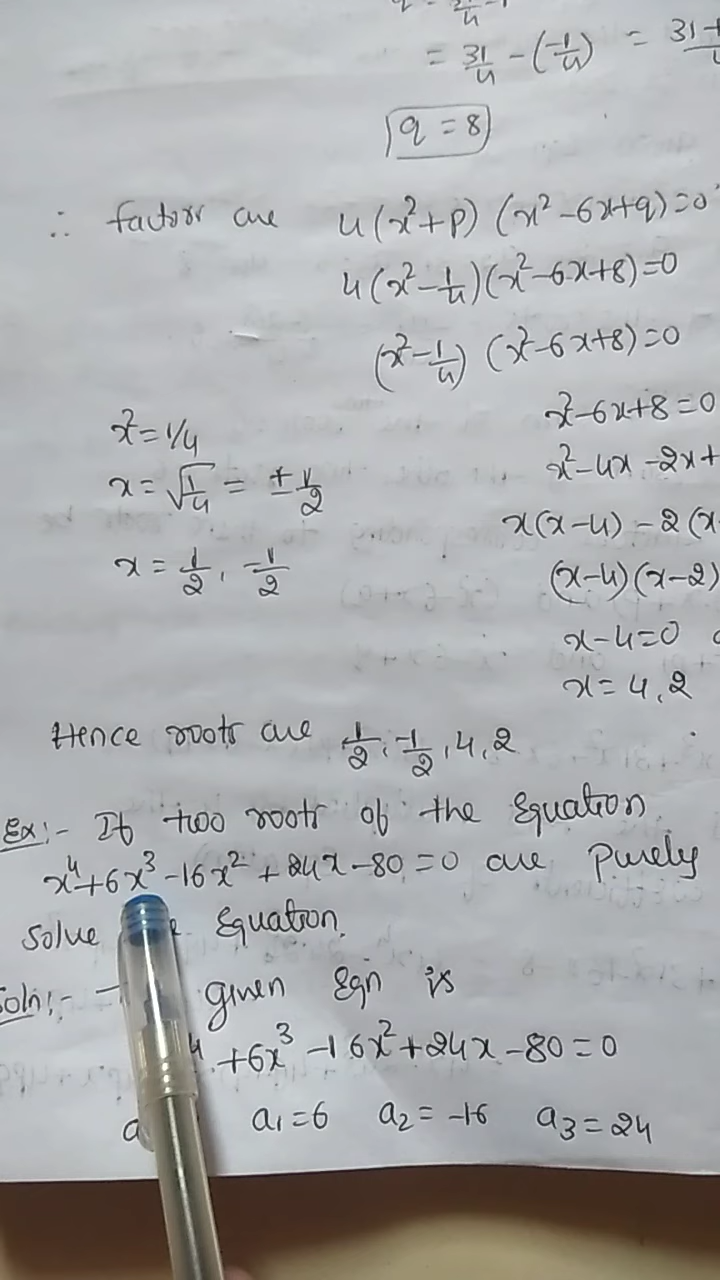 = 31/4 - (-1/4) = 31+
q = 8
∴ factors are 4(x²+p) (x²-6x+q)=0
4(x²-1/4)(x²-6x+8)=0
(x²-1/4) (x²-6x+8)=0
x²=1/4
x=√1/4 = ±1/2
x = 1/2, -1/2
x²-6x+8=0
x²-4x-2x+
x(x-4)-2(x
(x-4)(x-2)
x-4=0
x=4,2
Hence roots are 1/2, -1/2, 4, 2
Ex:- If two roots of the Equation
x⁴+6x³-16x²+24x-80=0 are Purely
Solve Equation.
Soln:- given Eqn is
+6x³-16x²+24x-80=0
a₁=6 a₂=-16 a₃=24